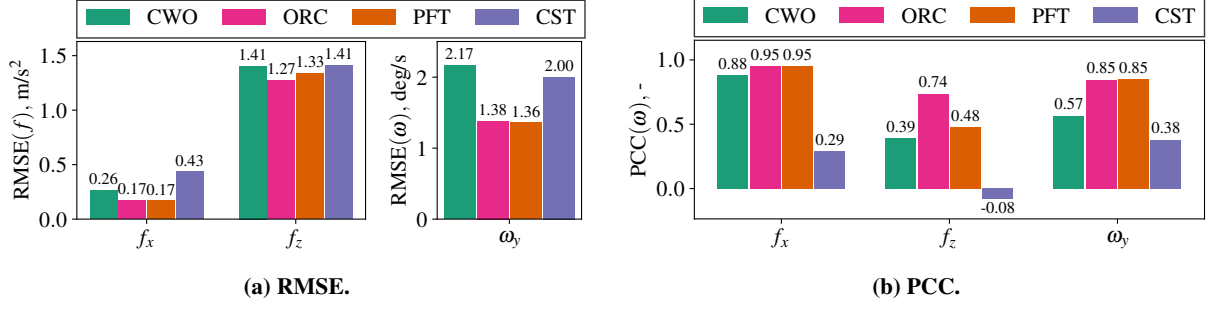 CWO ORC PFT CST
RMSE(f), m/s²
1.5
1.0
0.5
0.0
0.26 0.17 0.17 0.43
1.41 1.27 1.33 1.41
fₓ f_z
RMSE(ω), deg/s
2
1
0
2.17 1.38 1.36 2.00
ω_y
(a) RMSE.
CWO ORC PFT CST
PCC(ω), -
1.0
0.5
0.0
0.88 0.95 0.95 0.29
0.39 0.74 0.48 -0.08
0.57 0.85 0.85 0.38
fₓ f_z ω_y
(b) PCC.